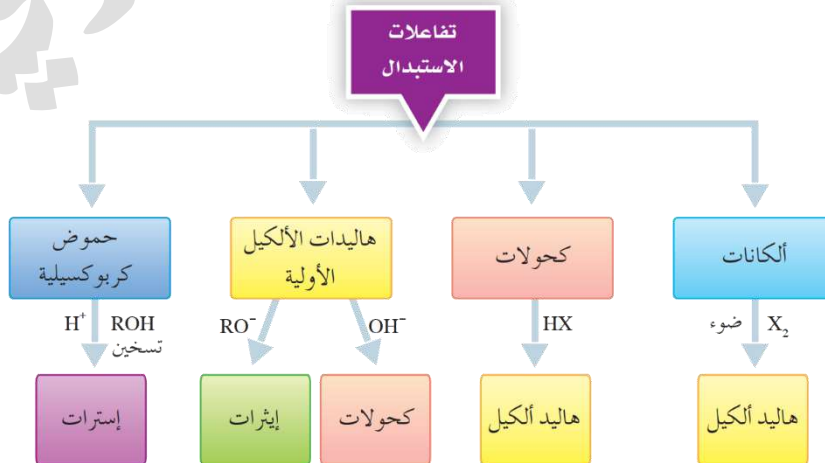 تفاعلات
الاستبدال
ألكانات
كحولات
هاليدات الألكيل
الأولية
حموض
كربوكسيلية
ضوء X₂
HX
OH⁻
RO⁻
H⁺ ROH
تسخين
هاليد ألكيل
هاليد ألكيل
كحولات
إيثرات
إسترات